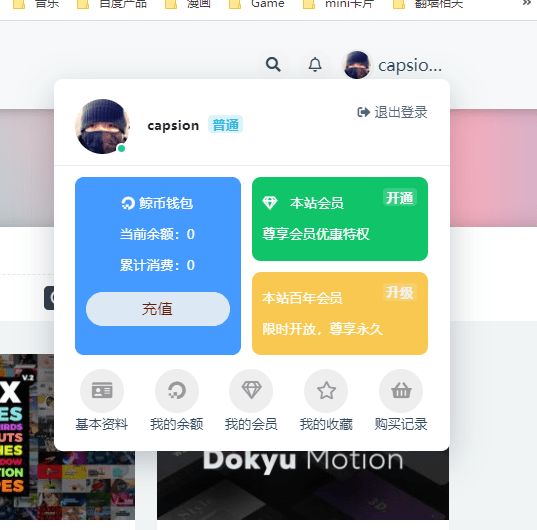 音乐 百度产品 漫画 Game mini卡片 翻墙相关
capsio...
capsion 普通
退出登录
鲸币钱包
当前余额：0
累计消费：0
充值
本站会员 开通
尊享会员优惠特权
本站百年会员 开级
限时开放，尊享永久
基本资料 我的余额 我的会员 我的收藏 购买记录
V.2
X
Dokyu Motion